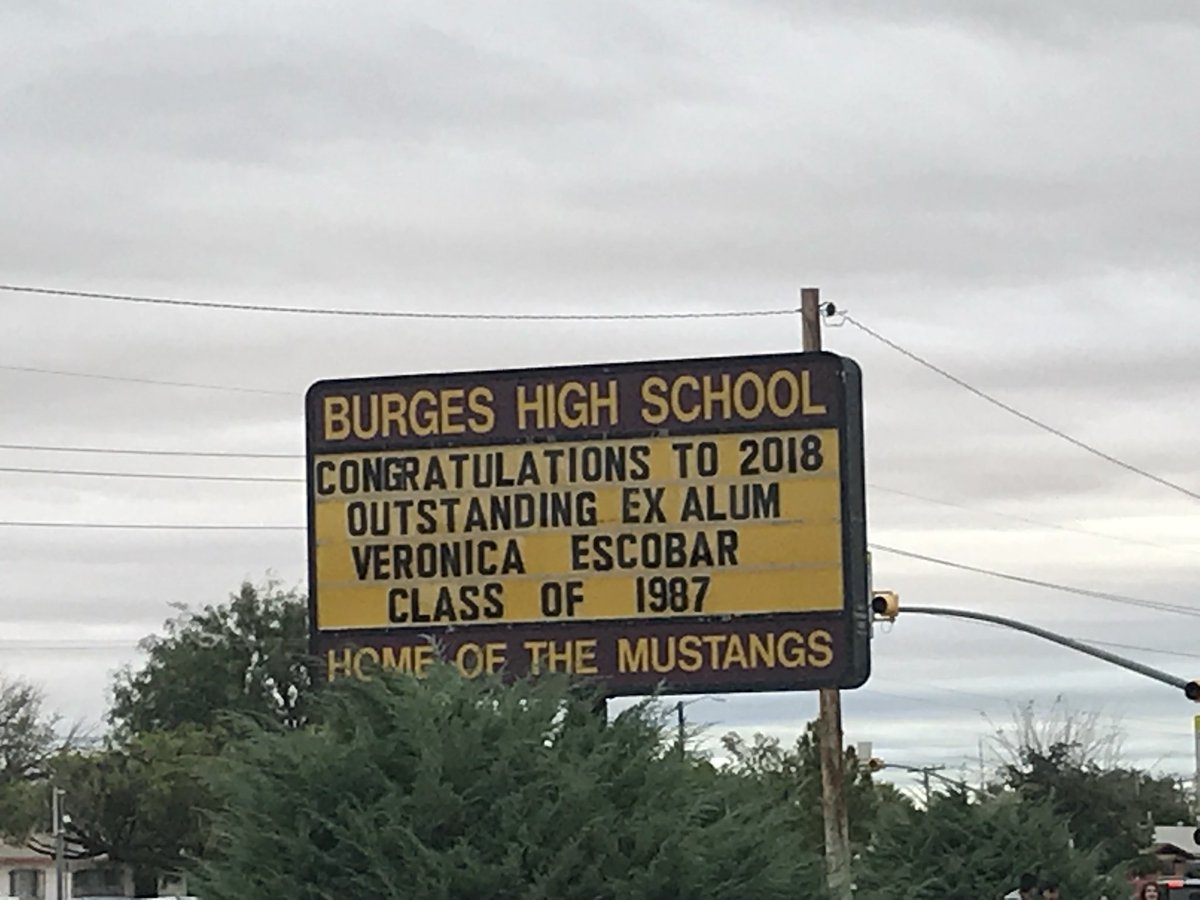 BURGES HIGH SCHOOL
CONGRATULATIONS TO 2018
OUTSTANDING EX ALUM
VERONICA ESCOBAR
CLASS OF 1987
HOME OF THE MUSTANGS